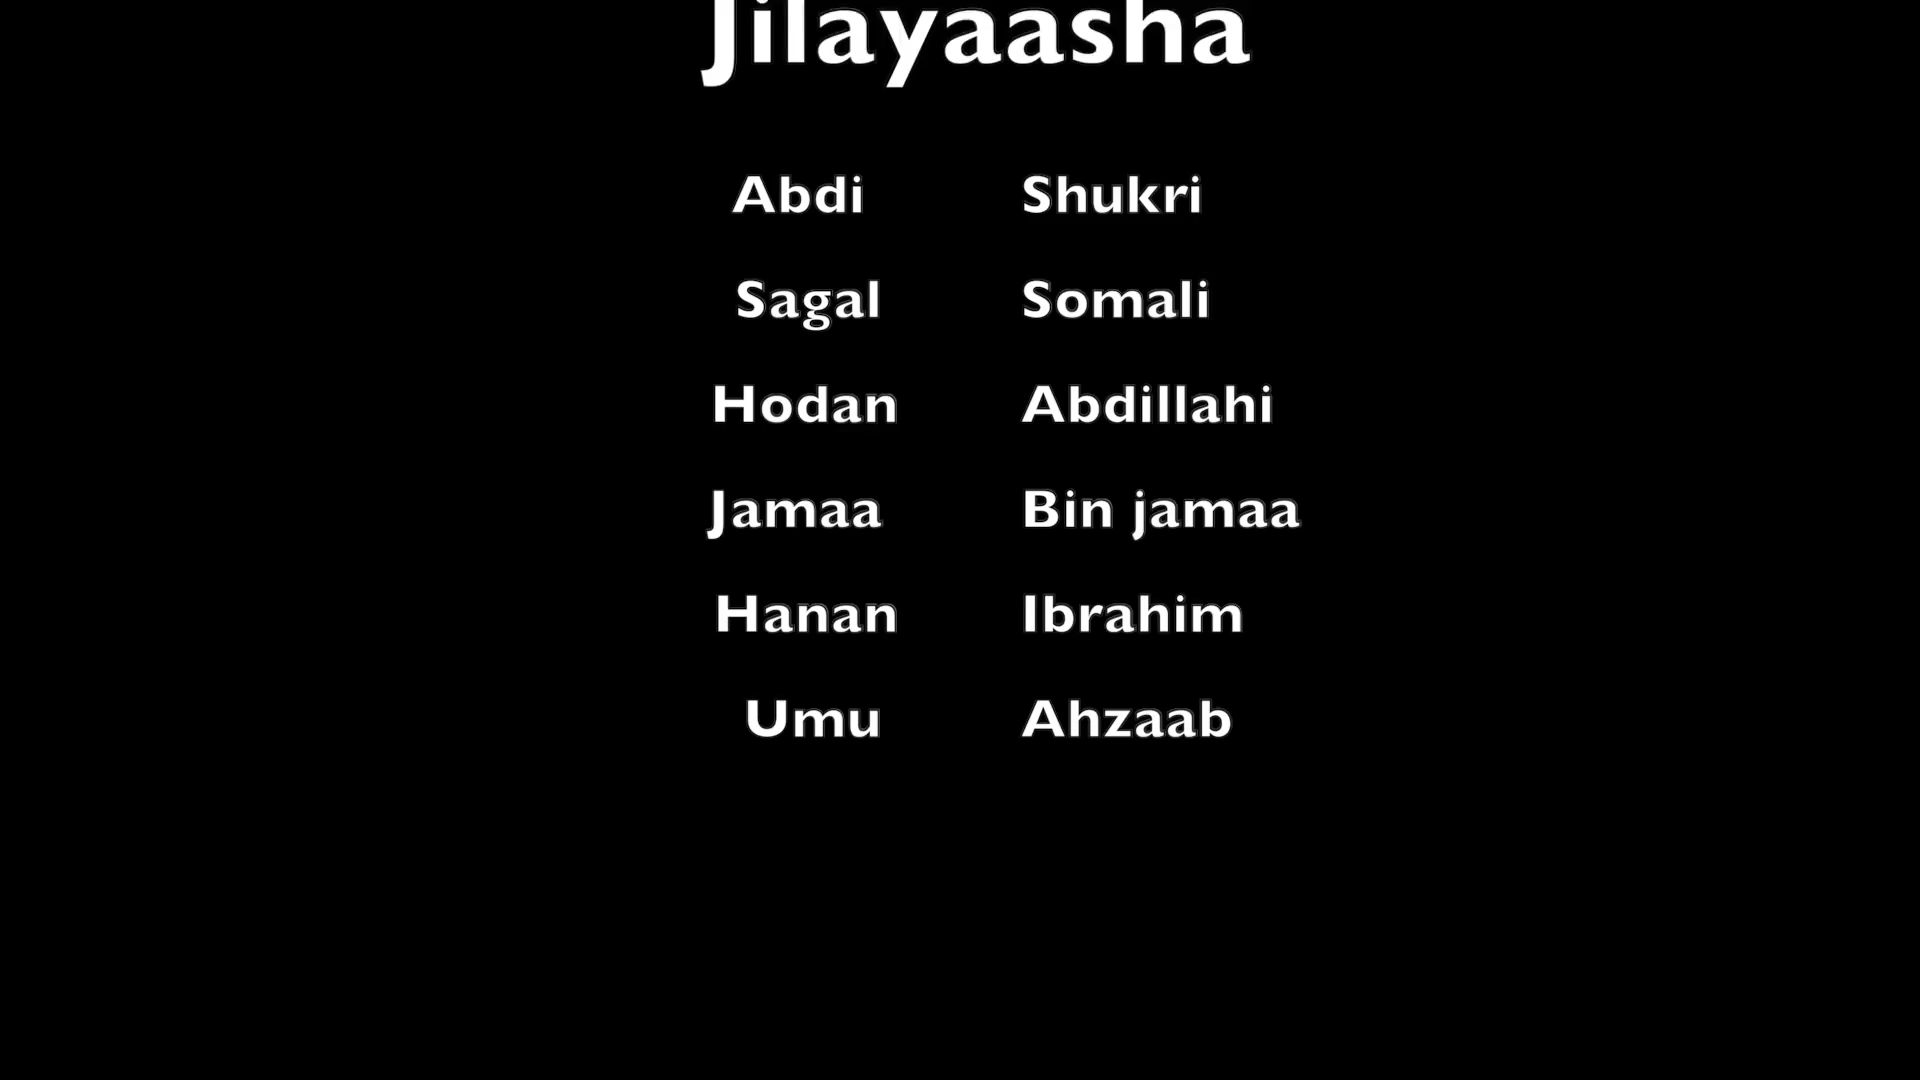 Jilayaasha
Abdi Shukri
Sagal Somali
Hodan Abdillahi
Jamaa Bin jamaa
Hanan Ibrahim
Umu Ahzaab